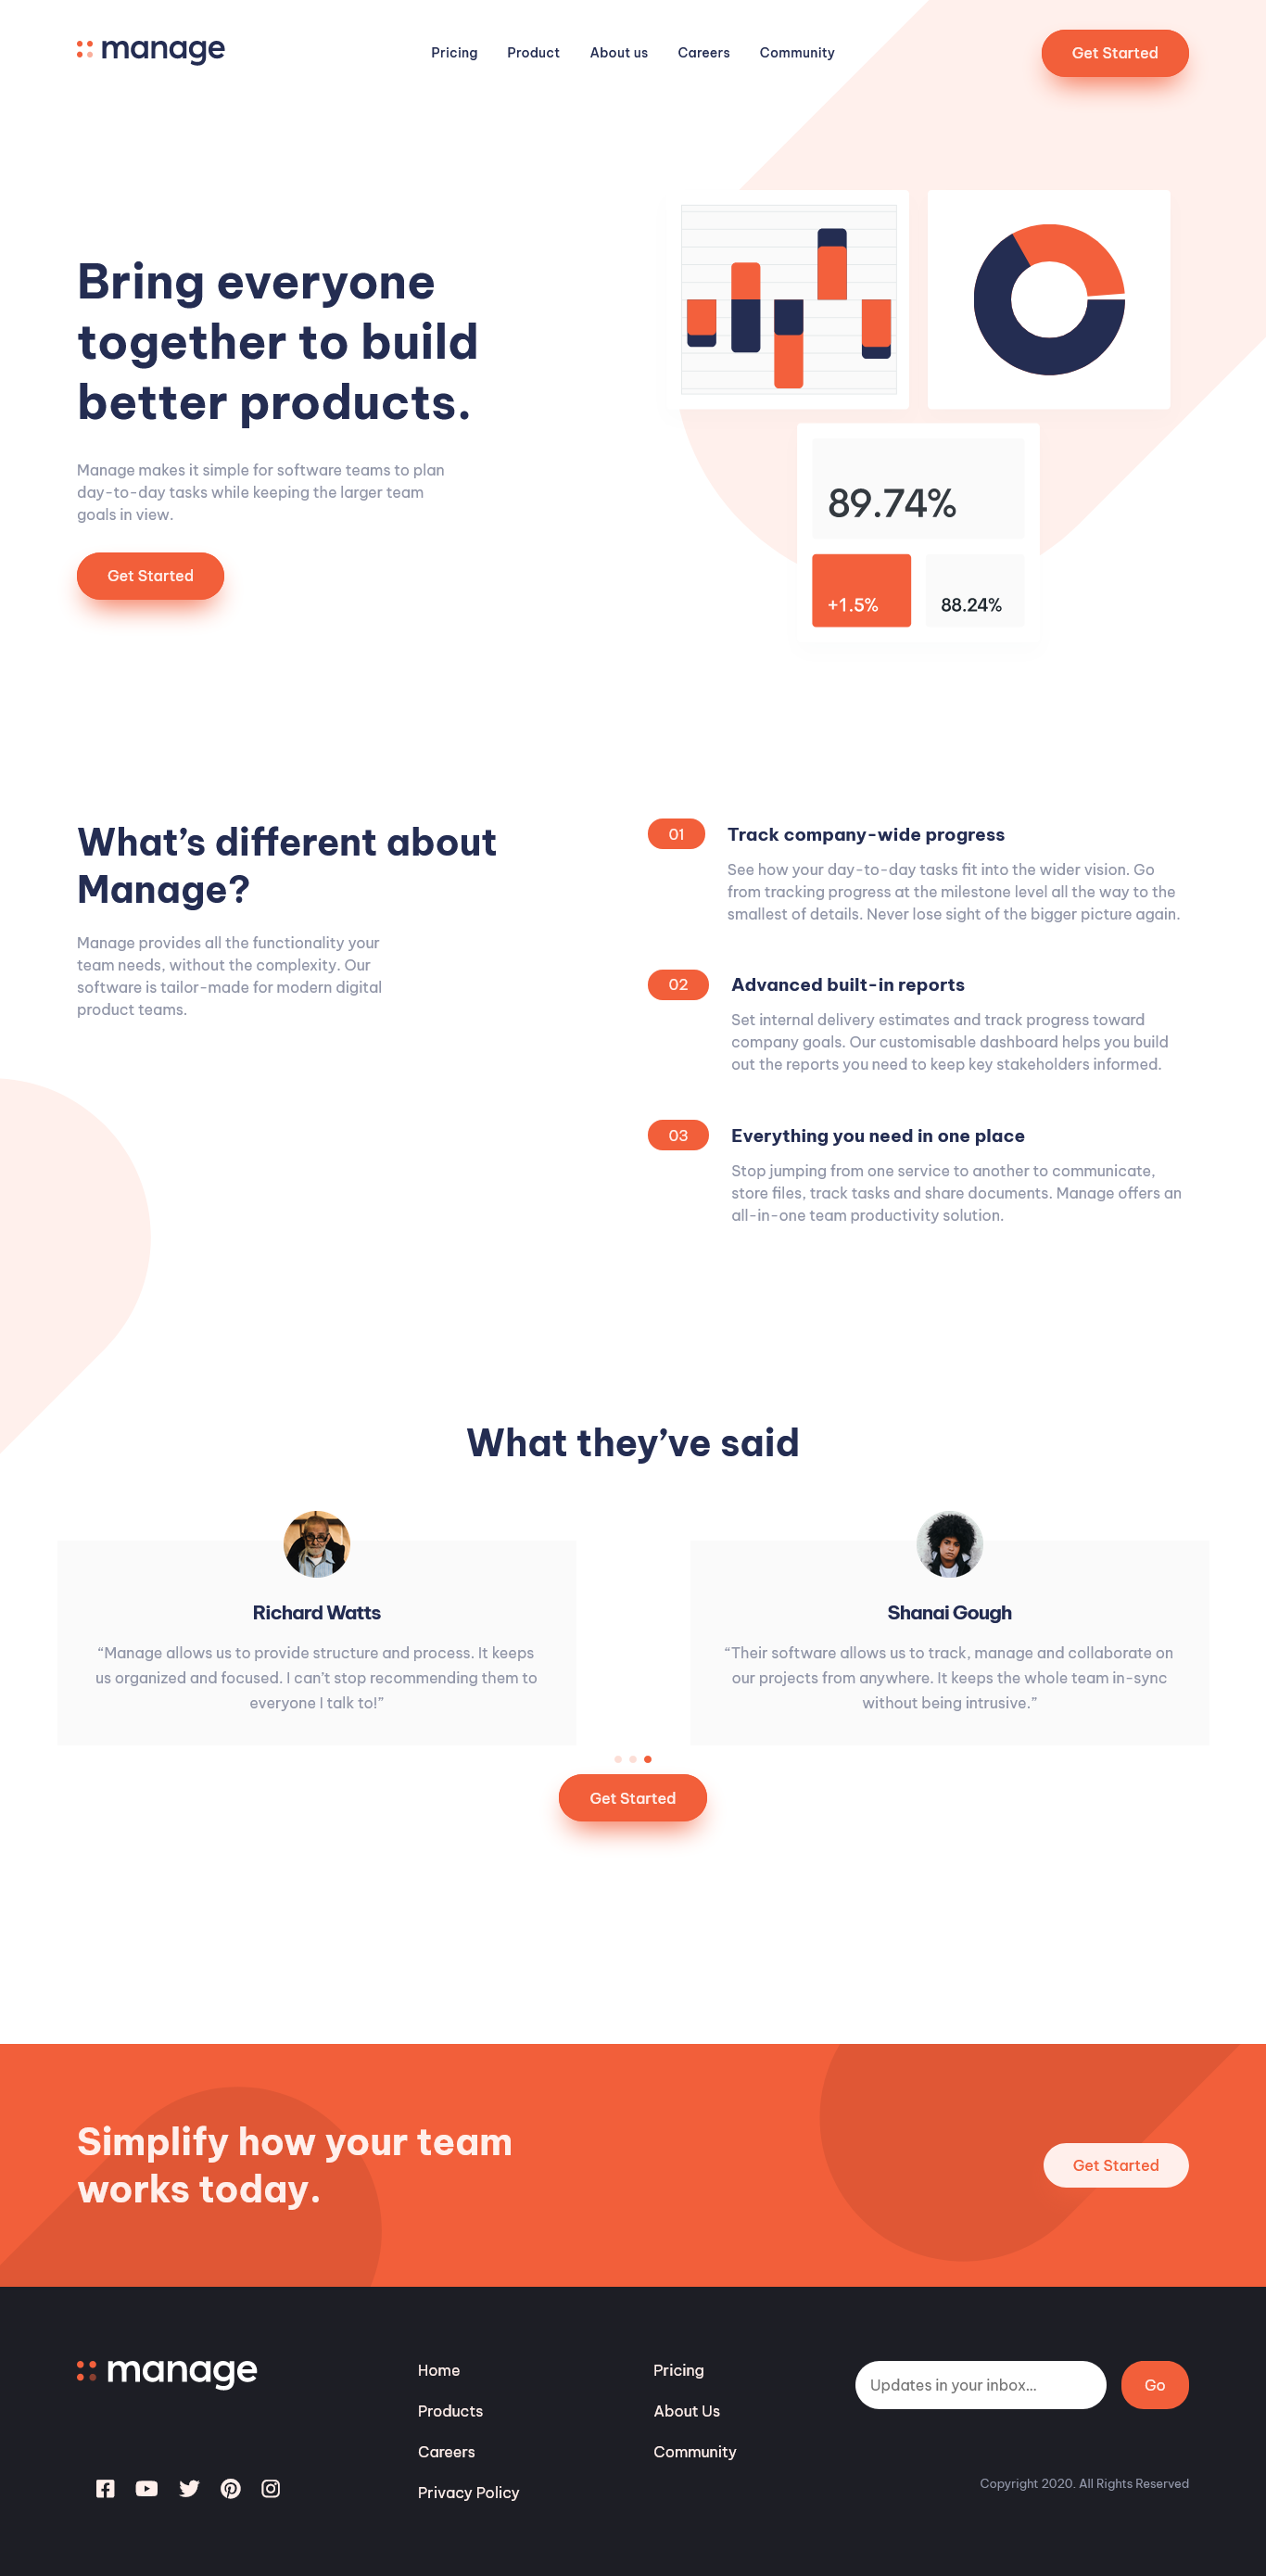 manage
Pricing
Product
About us
Careers
Community
Get Started
Bring everyone
together to build
better products.
Manage makes it simple for software teams to plan
day-to-day tasks while keeping the larger team
goals in view.
Get Started
89.74%
+1.5%
88.24%
What’s different about
Manage?
Manage provides all the functionality your
team needs, without the complexity. Our
software is tailor-made for modern digital
product teams.
01
Track company-wide progress
See how your day-to-day tasks fit into the wider vision. Go
from tracking progress at the milestone level all the way to the
smallest of details. Never lose sight of the bigger picture again.
02
Advanced built-in reports
Set internal delivery estimates and track progress toward
company goals. Our customisable dashboard helps you build
out the reports you need to keep key stakeholders informed.
03
Everything you need in one place
Stop jumping from one service to another to communicate,
store files, track tasks and share documents. Manage offers an
all-in-one team productivity solution.
What they’ve said
Richard Watts
“Manage allows us to provide structure and process. It keeps
us organized and focused. I can’t stop recommending them to
everyone I talk to!”
Shanai Gough
“Their software allows us to track, manage and collaborate on
our projects from anywhere. It keeps the whole team in-sync
without being intrusive.”
Get Started
Simplify how your team
works today.
Get Started
manage
Home
Products
Careers
Privacy Policy
Pricing
About Us
Community
Updates in your inbox...
Go
Copyright 2020. All Rights Reserved